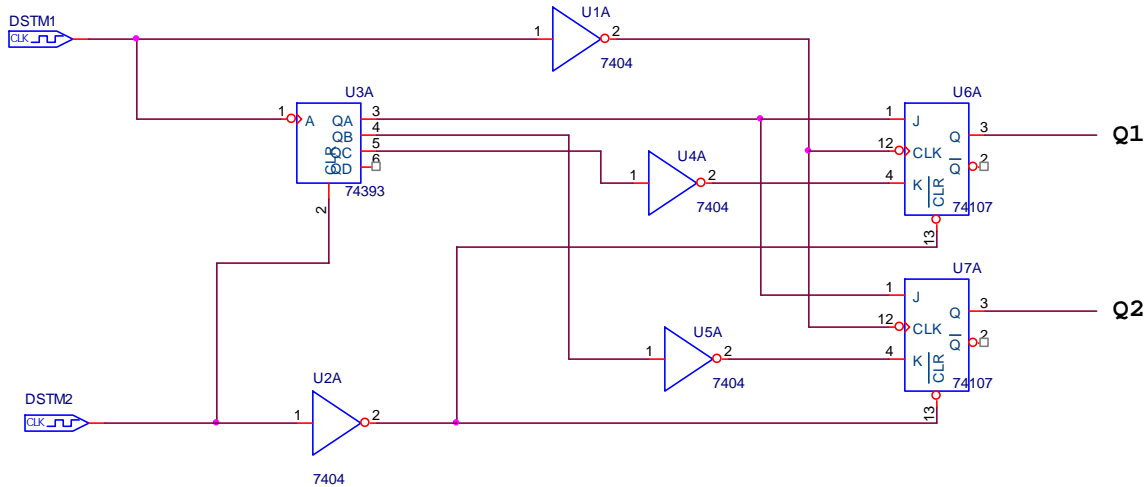 DSTM1
CLK
1
U1A
2
7404
U3A
1
A
QA
3
QB
4
QC
5
QD
6
CLR
2
74393
U4A
1
2
7404
U6A
1
J
Q
3
Q1
12
CLK
Q
2
4
K
CLR
74107
13
U7A
1
J
Q
3
Q2
12
CLK
Q
2
4
K
CLR
74107
13
U5A
1
2
7404
DSTM2
CLK
U2A
1
2
7404